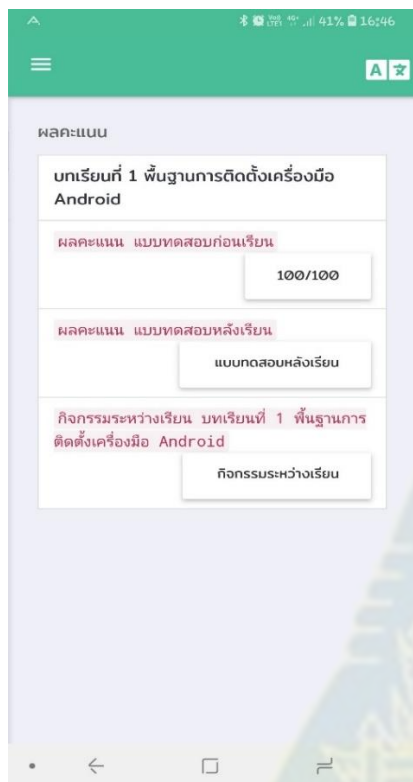 41% 16:46
A
ผลคะแนน
บทเรียนที่ 1 พื้นฐานการติดตั้งเครื่องมือ
Android
ผลคะแนน แบบทดสอบก่อนเรียน
100/100
ผลคะแนน แบบทดสอบหลังเรียน
แบบทดสอบหลังเรียน
กิจกรรมระหว่างเรียน บทเรียนที่ 1 พื้นฐานการ
ติดตั้งเครื่องมือ Android
กิจกรรมระหว่างเรียน